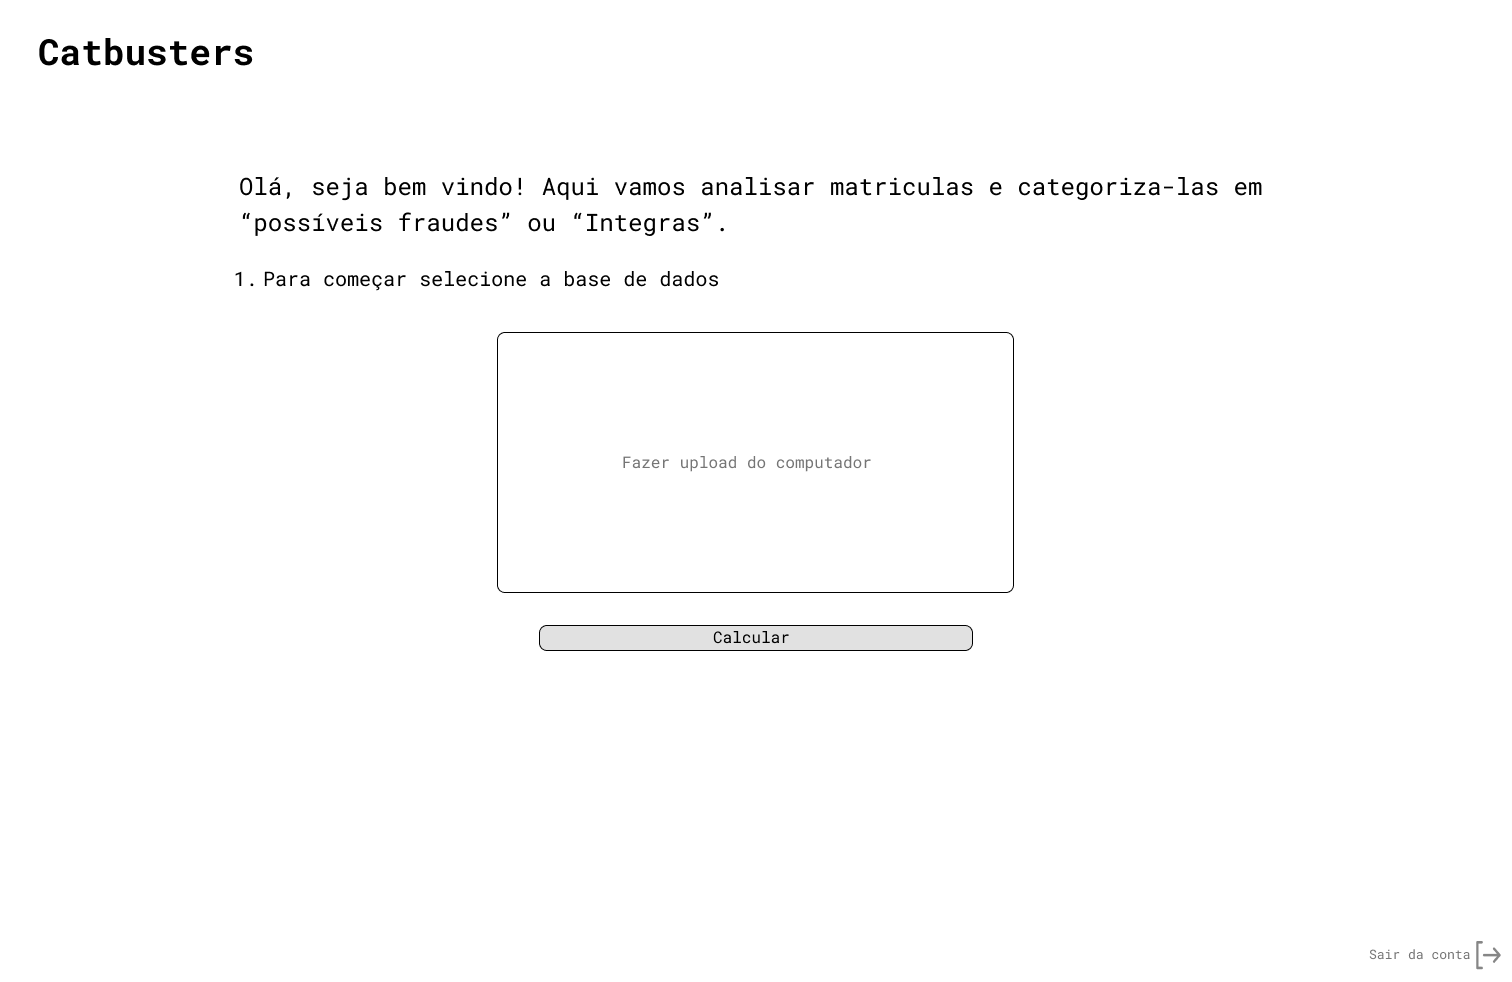 Catbusters
Olá, seja bem vindo! Aqui vamos analisar matriculas e categoriza-las em
“possíveis fraudes” ou “Integras”.
1. Para começar selecione a base de dados
Fazer upload do computador
Calcular
Sair da conta